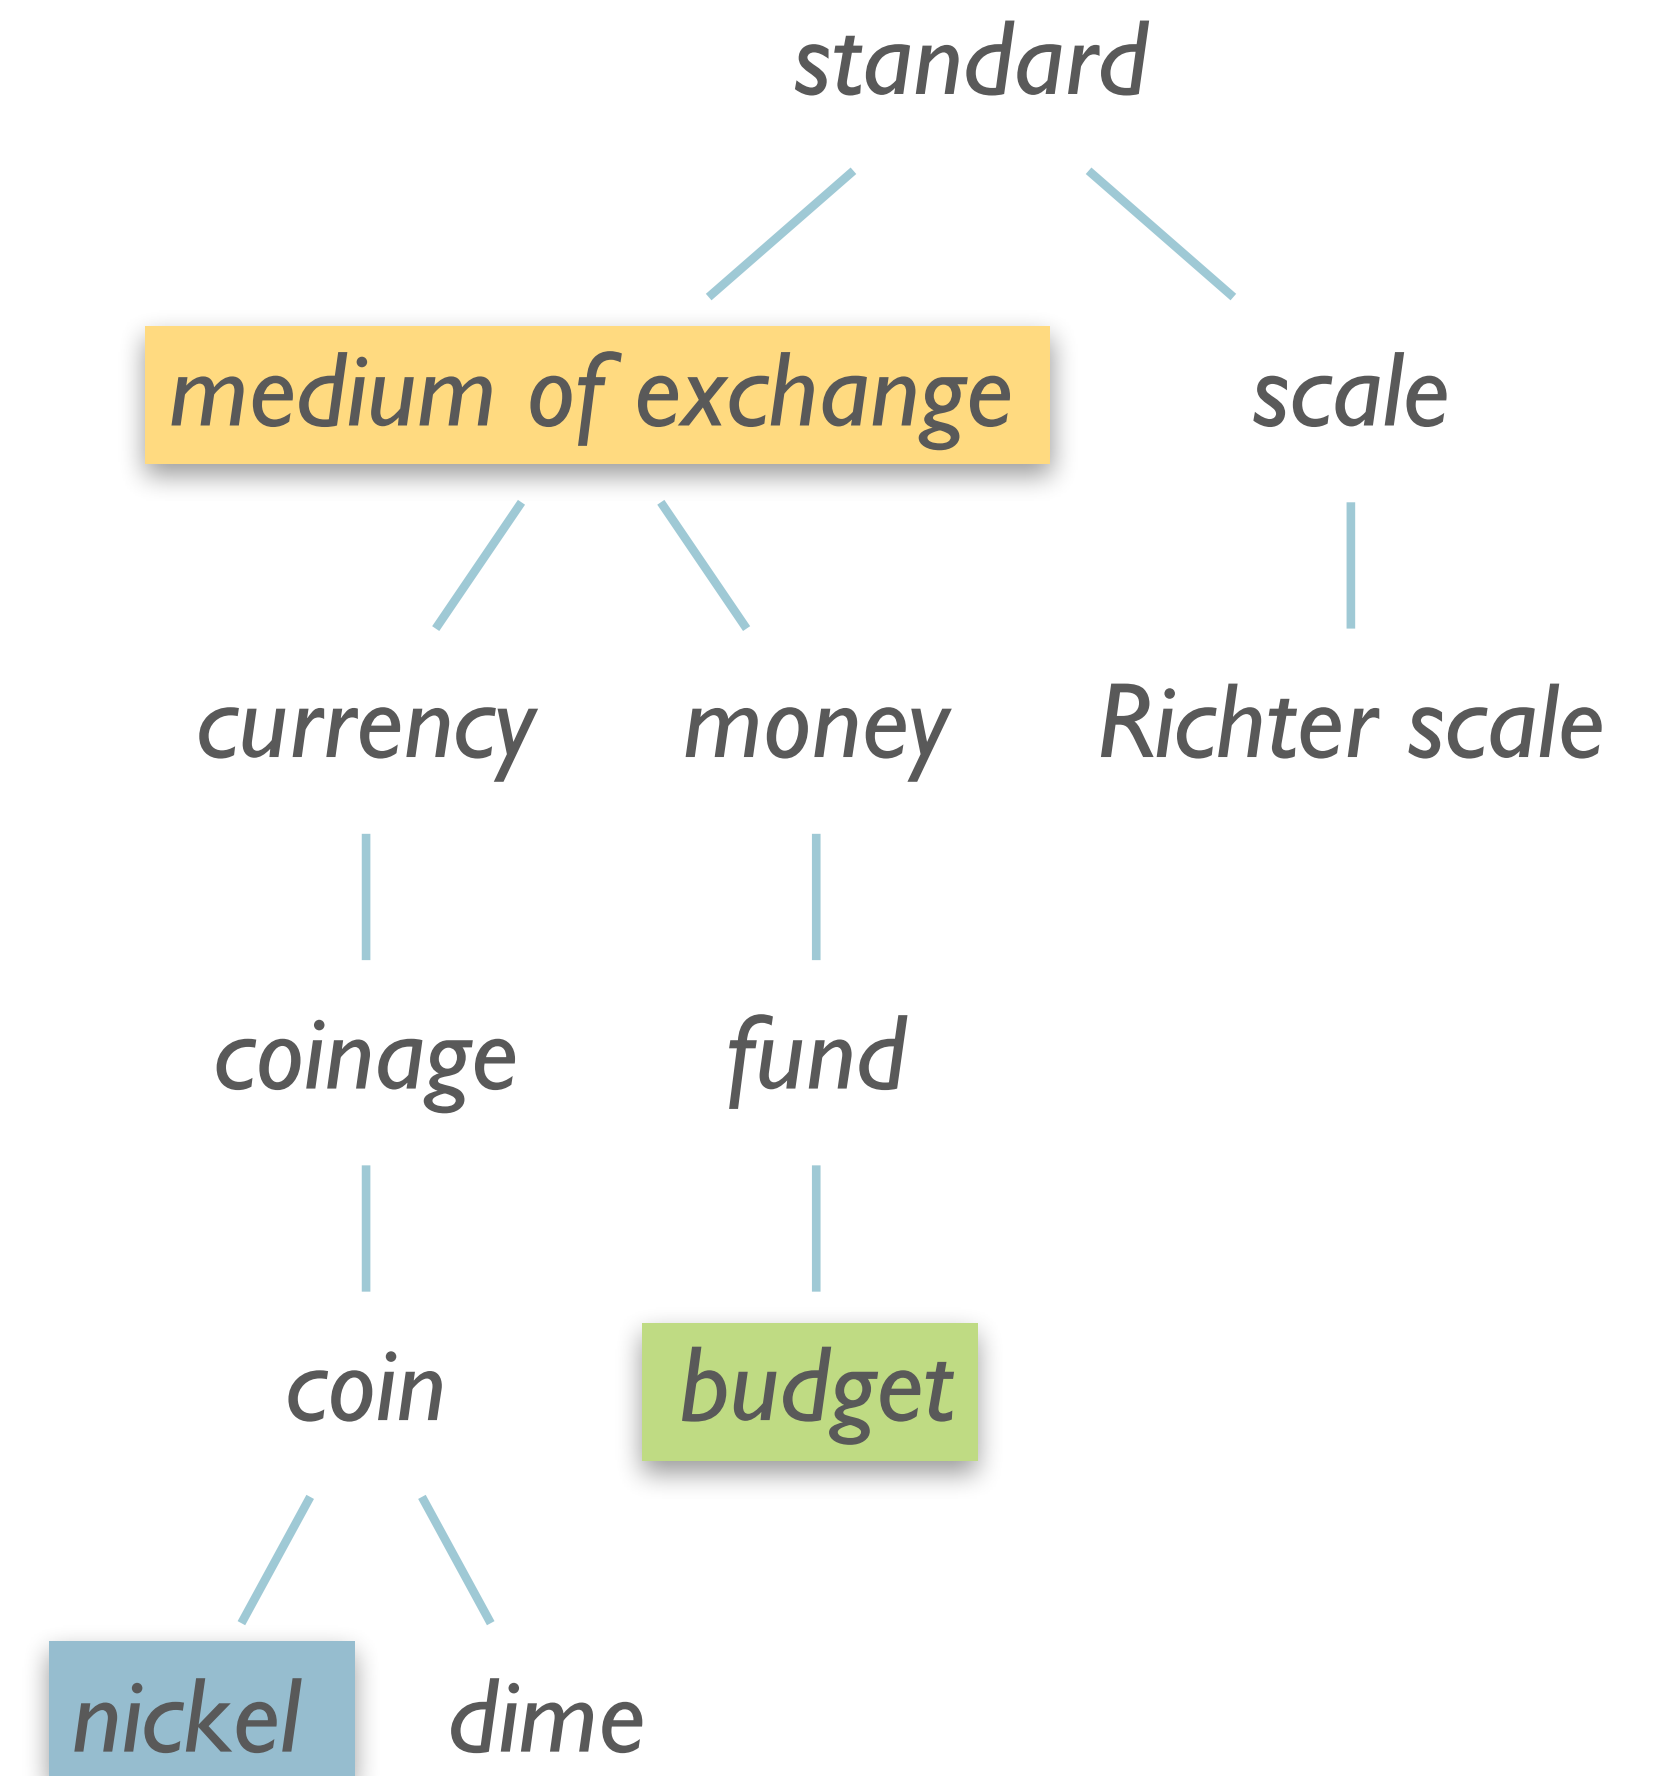 standard
medium of exchange
scale
currency
money
Richter scale
coinage
fund
coin
budget
nickel
dime